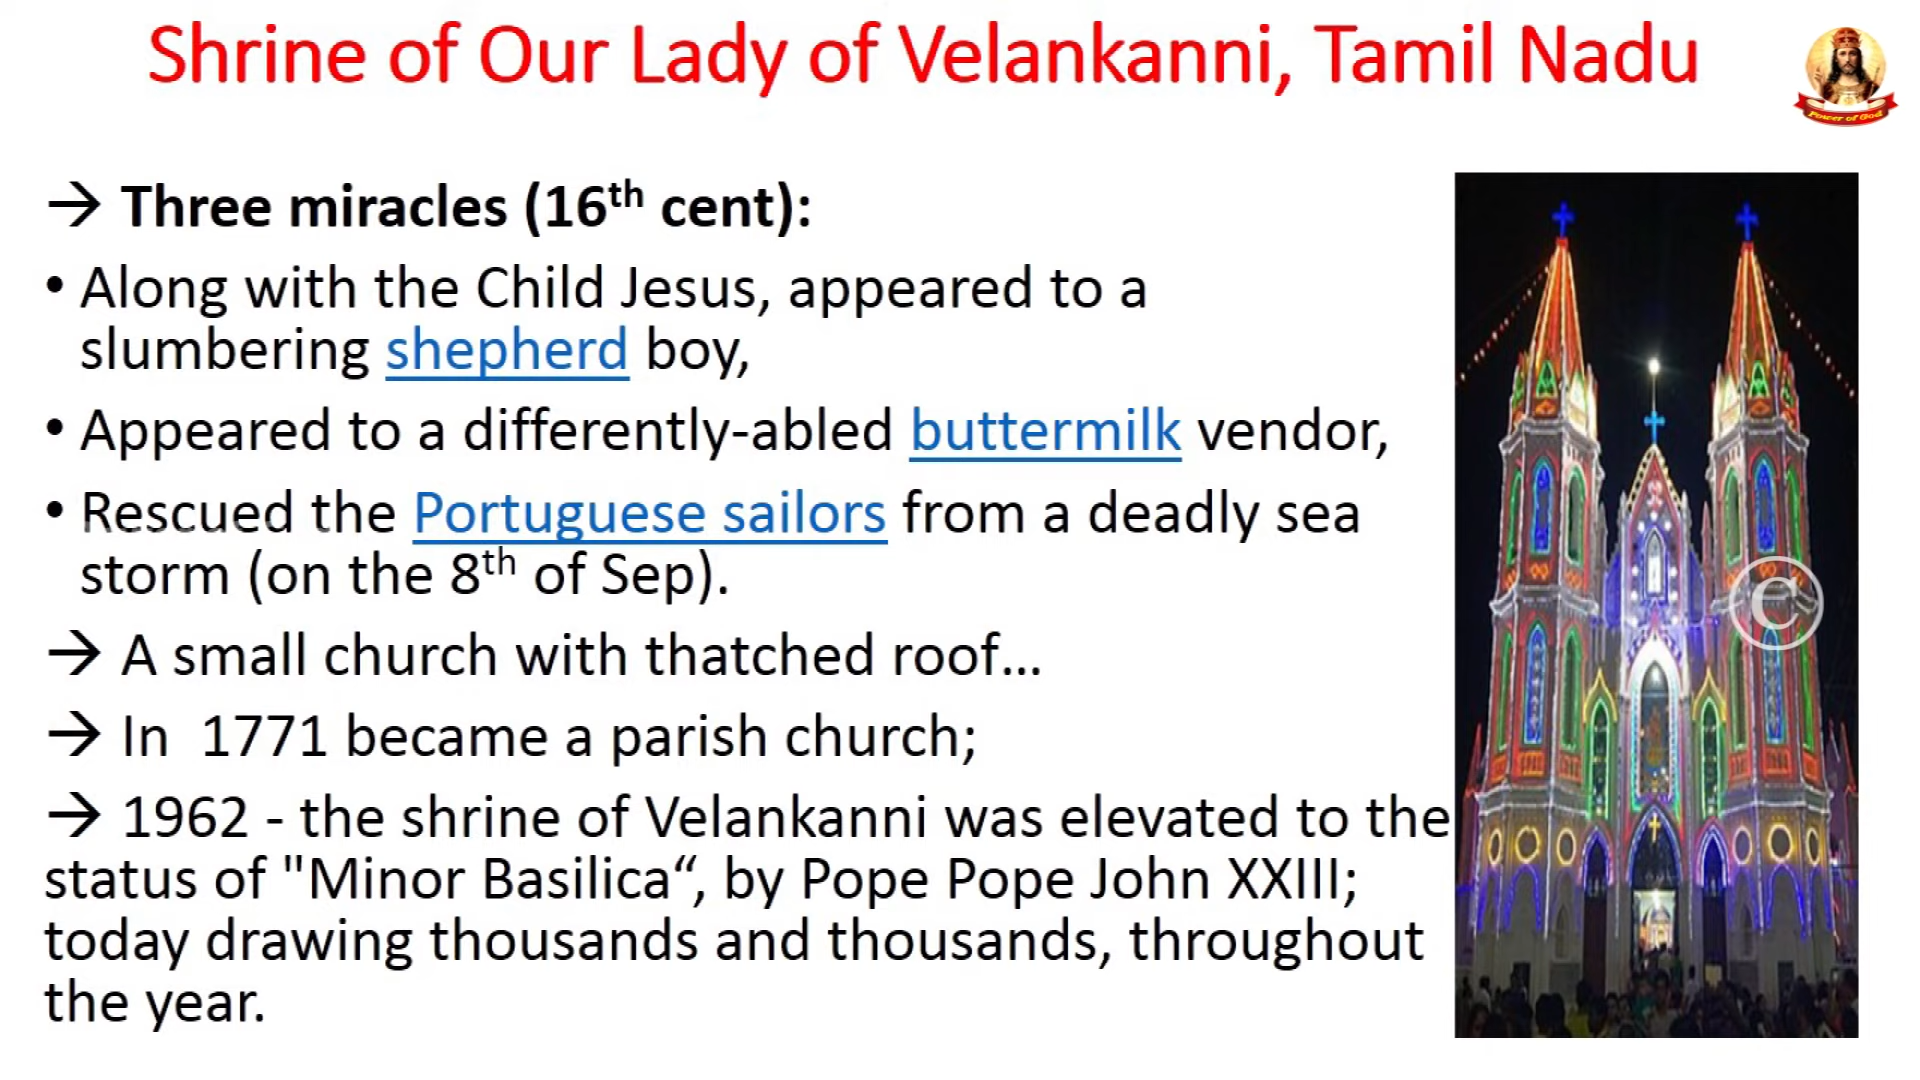 Shrine of Our Lady of Velankanni, Tamil Nadu
Power of God
→ Three miracles (16th cent):
• Along with the Child Jesus, appeared to a
slumbering shepherd boy,
• Appeared to a differently-abled buttermilk vendor,
• Rescued the Portuguese sailors from a deadly sea
storm (on the 8th of Sep).
→ A small church with thatched roof...
→ In  1771 became a parish church;
→ 1962 - the shrine of Velankanni was elevated to the
status of "Minor Basilica“, by Pope Pope John XXIII;
today drawing thousands and thousands, throughout
the year.
e